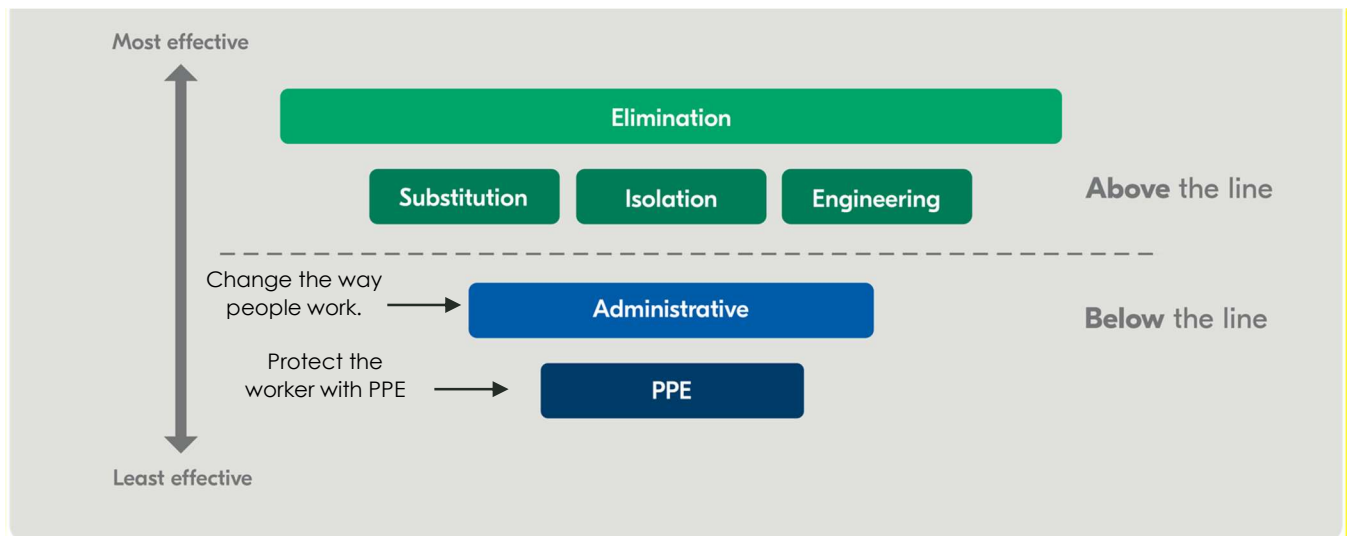 Most effective
Elimination
Substitution
Isolation
Engineering
Above the line
Change the way
people work.
Administrative
Below the line
Protect the
worker with PPE
PPE
Least effective